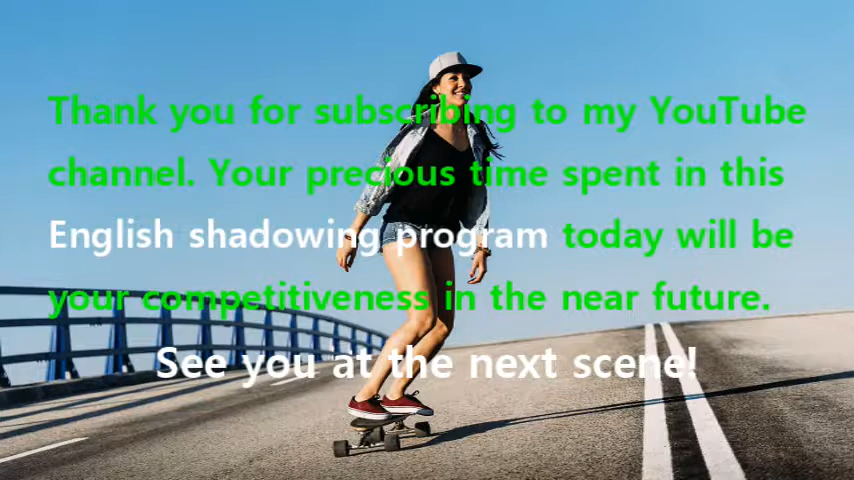 Thank you for subscribing to my YouTube
channel. Your precious time spent in this
English shadowing program today will be
your competitiveness in the near future.
See you at the next scene!